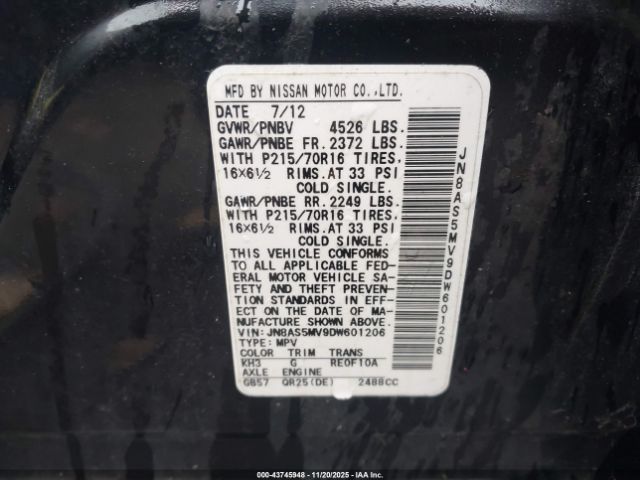 MFD BY NISSAN MOTOR CO.,LTD.
DATE 7/12
GVWR/PNBV 4526 LBS.
GAWR/PNBE FR. 2372 LBS.
WITH P215/70R16 TIRES,
16×6½ RIMS.AT 33 PSI
COLD SINGLE.
GAWR/PNBE RR. 2249 LBS.
WITH P215/70R16 TIRES,
16×6½ RIMS.AT 33 PSI
COLD SINGLE.
THIS VEHICLE CONFORMS
TO ALL APPLICABLE FED-
ERAL MOTOR VEHICLE SA-
FETY AND THEFT PREVENTION
STANDARDS IN EFF-
ECT ON THE DATE OF MA-
NUFACTURE SHOWN ABOVE.
VIN: JN8AS5MV9DW601206
TYPE: MPV
COLOR TRIM TRANS
KH3 G RE0F10A
AXLE ENGINE
GB57 QR25(DE) 2488CC
JN8AS5MV9DW601206
000-43745948 - 11/20/2025 - IAA Inc.